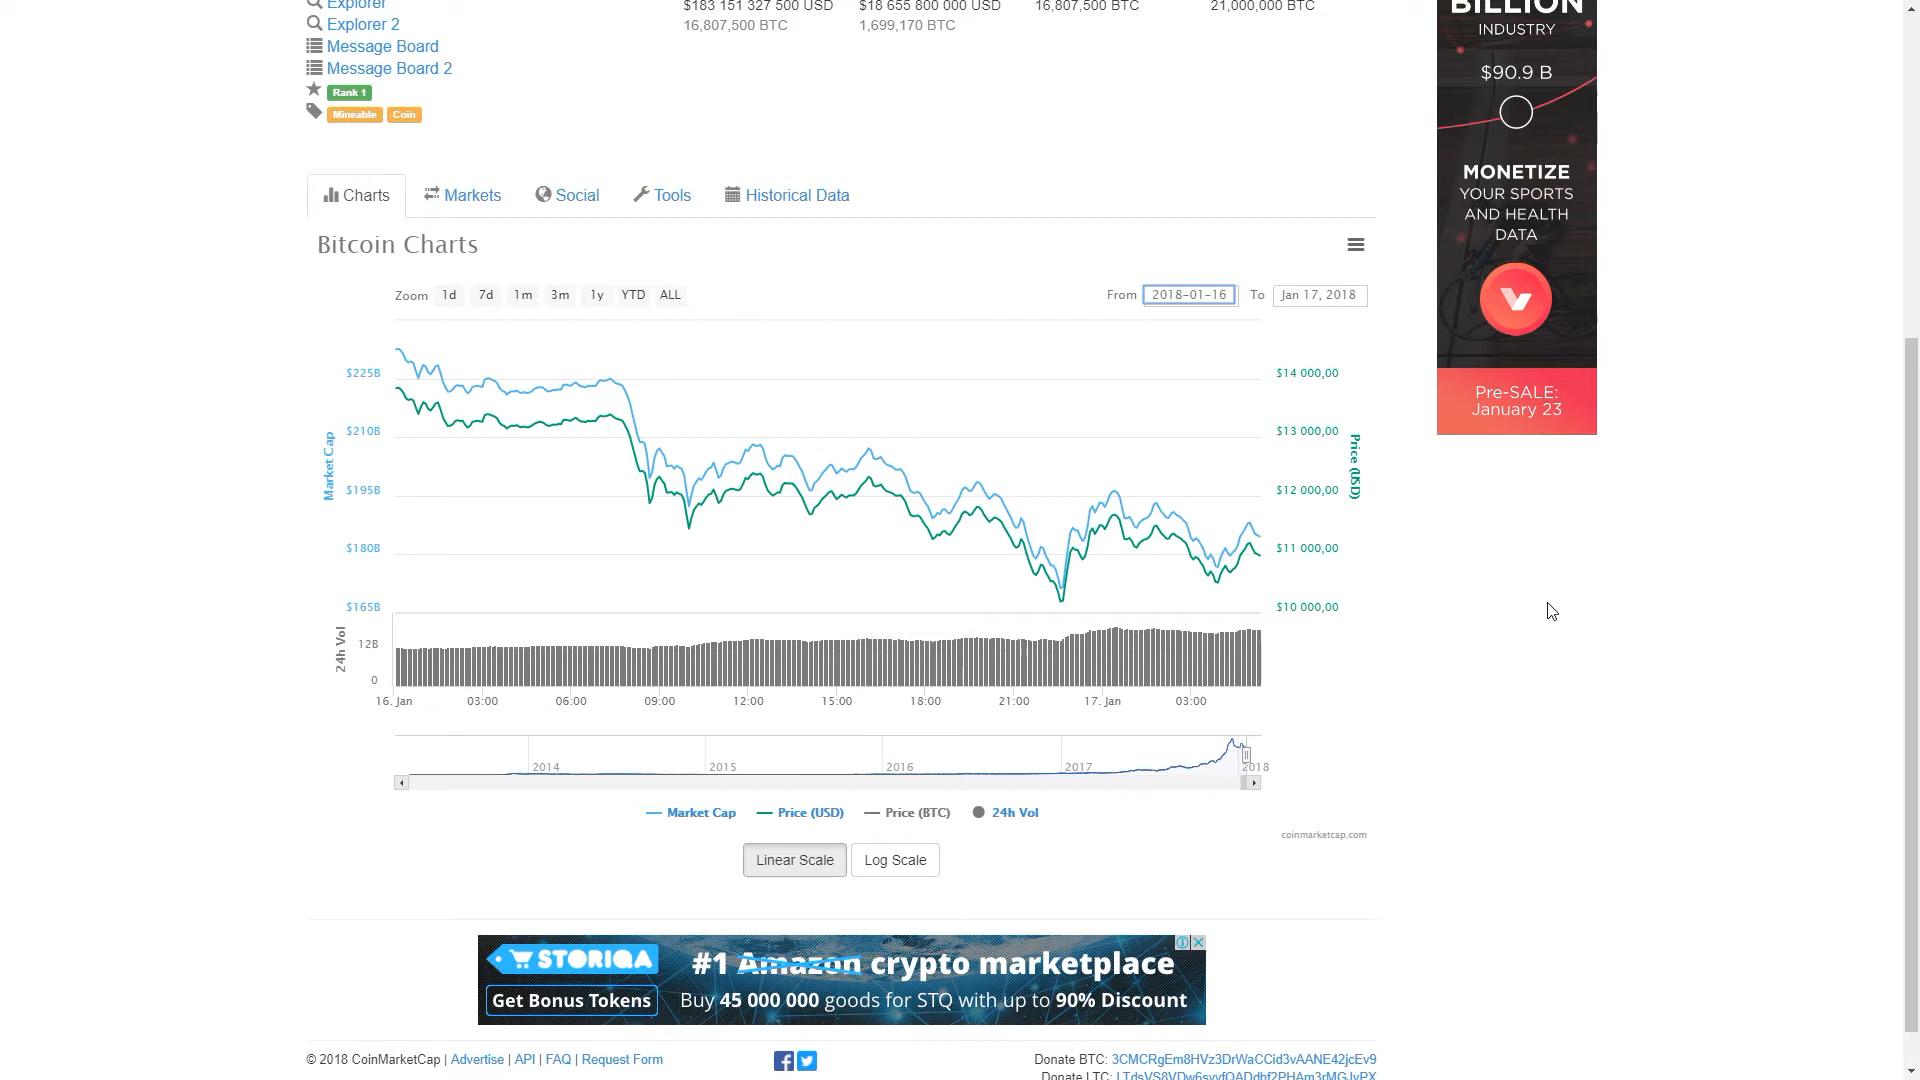 Explorer
$183 151 327 500 USD
$18 655 800 000 USD
16,807,500 BTC
21,000,000 BTC
Explorer 2
16,807,500 BTC
1,699,170 BTC
Message Board
Message Board 2
Rank 1
Mineable
Coin
Charts
Markets
Social
Tools
Historical Data
Bitcoin Charts
Zoom 1d 7d 1m 3m 1y YTD ALL
From 2018-01-16 To Jan 17, 2018
Market Cap
$225B
$210B
$195B
$180B
$165B
$14 000,00
$13 000,00
$12 000,00
$11 000,00
$10 000,00
Price (USD)
24h Vol
12B
0
16. Jan 03:00 06:00 09:00 12:00 15:00 18:00 21:00 17. Jan 03:00
2014 2015 2016 2017 2018
Market Cap Price (USD) Price (BTC) 24h Vol
coinmarketcap.com
Linear Scale Log Scale
BILLION
INDUSTRY
$90.9 B
MONETIZE
YOUR SPORTS
AND HEALTH
DATA
Pre-SALE:
January 23
STORIQA
Get Bonus Tokens
#1 Amazon crypto marketplace
Buy 45 000 000 goods for STQ with up to 90% Discount
© 2018 CoinMarketCap | Advertise | API | FAQ | Request Form
Donate BTC: 3CMCRgEm8HVz3DrWaCCid3vAANE42jcEv9
Donate LTC: